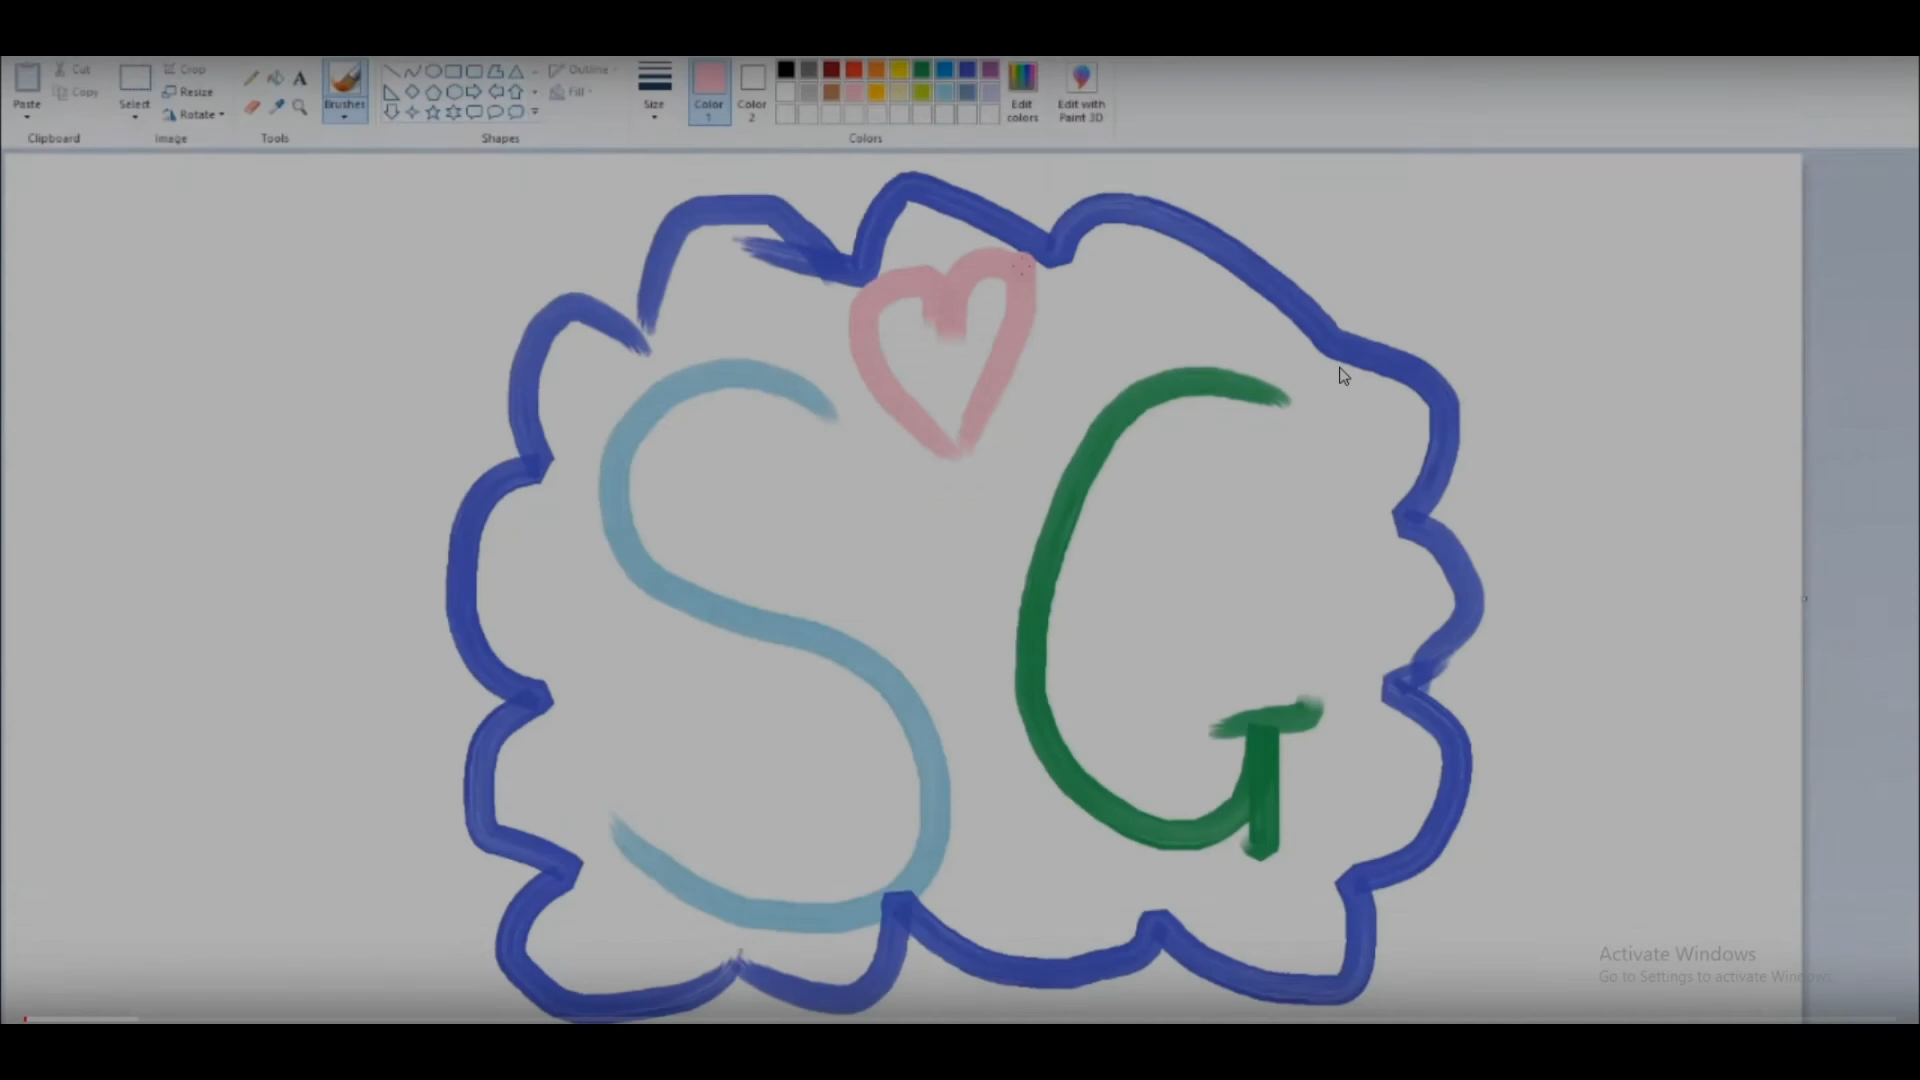 Cut
Copy
Paste
Clipboard
Crop
Resize
Rotate
Select
Image
A
Tools
Brushes
Outline
Fill
Shapes
Size
Color
1
Color
2
Edit
colors
Edit with
Paint 3D
Colors
S G
Activate Windows
Go to Settings to activate Windows.